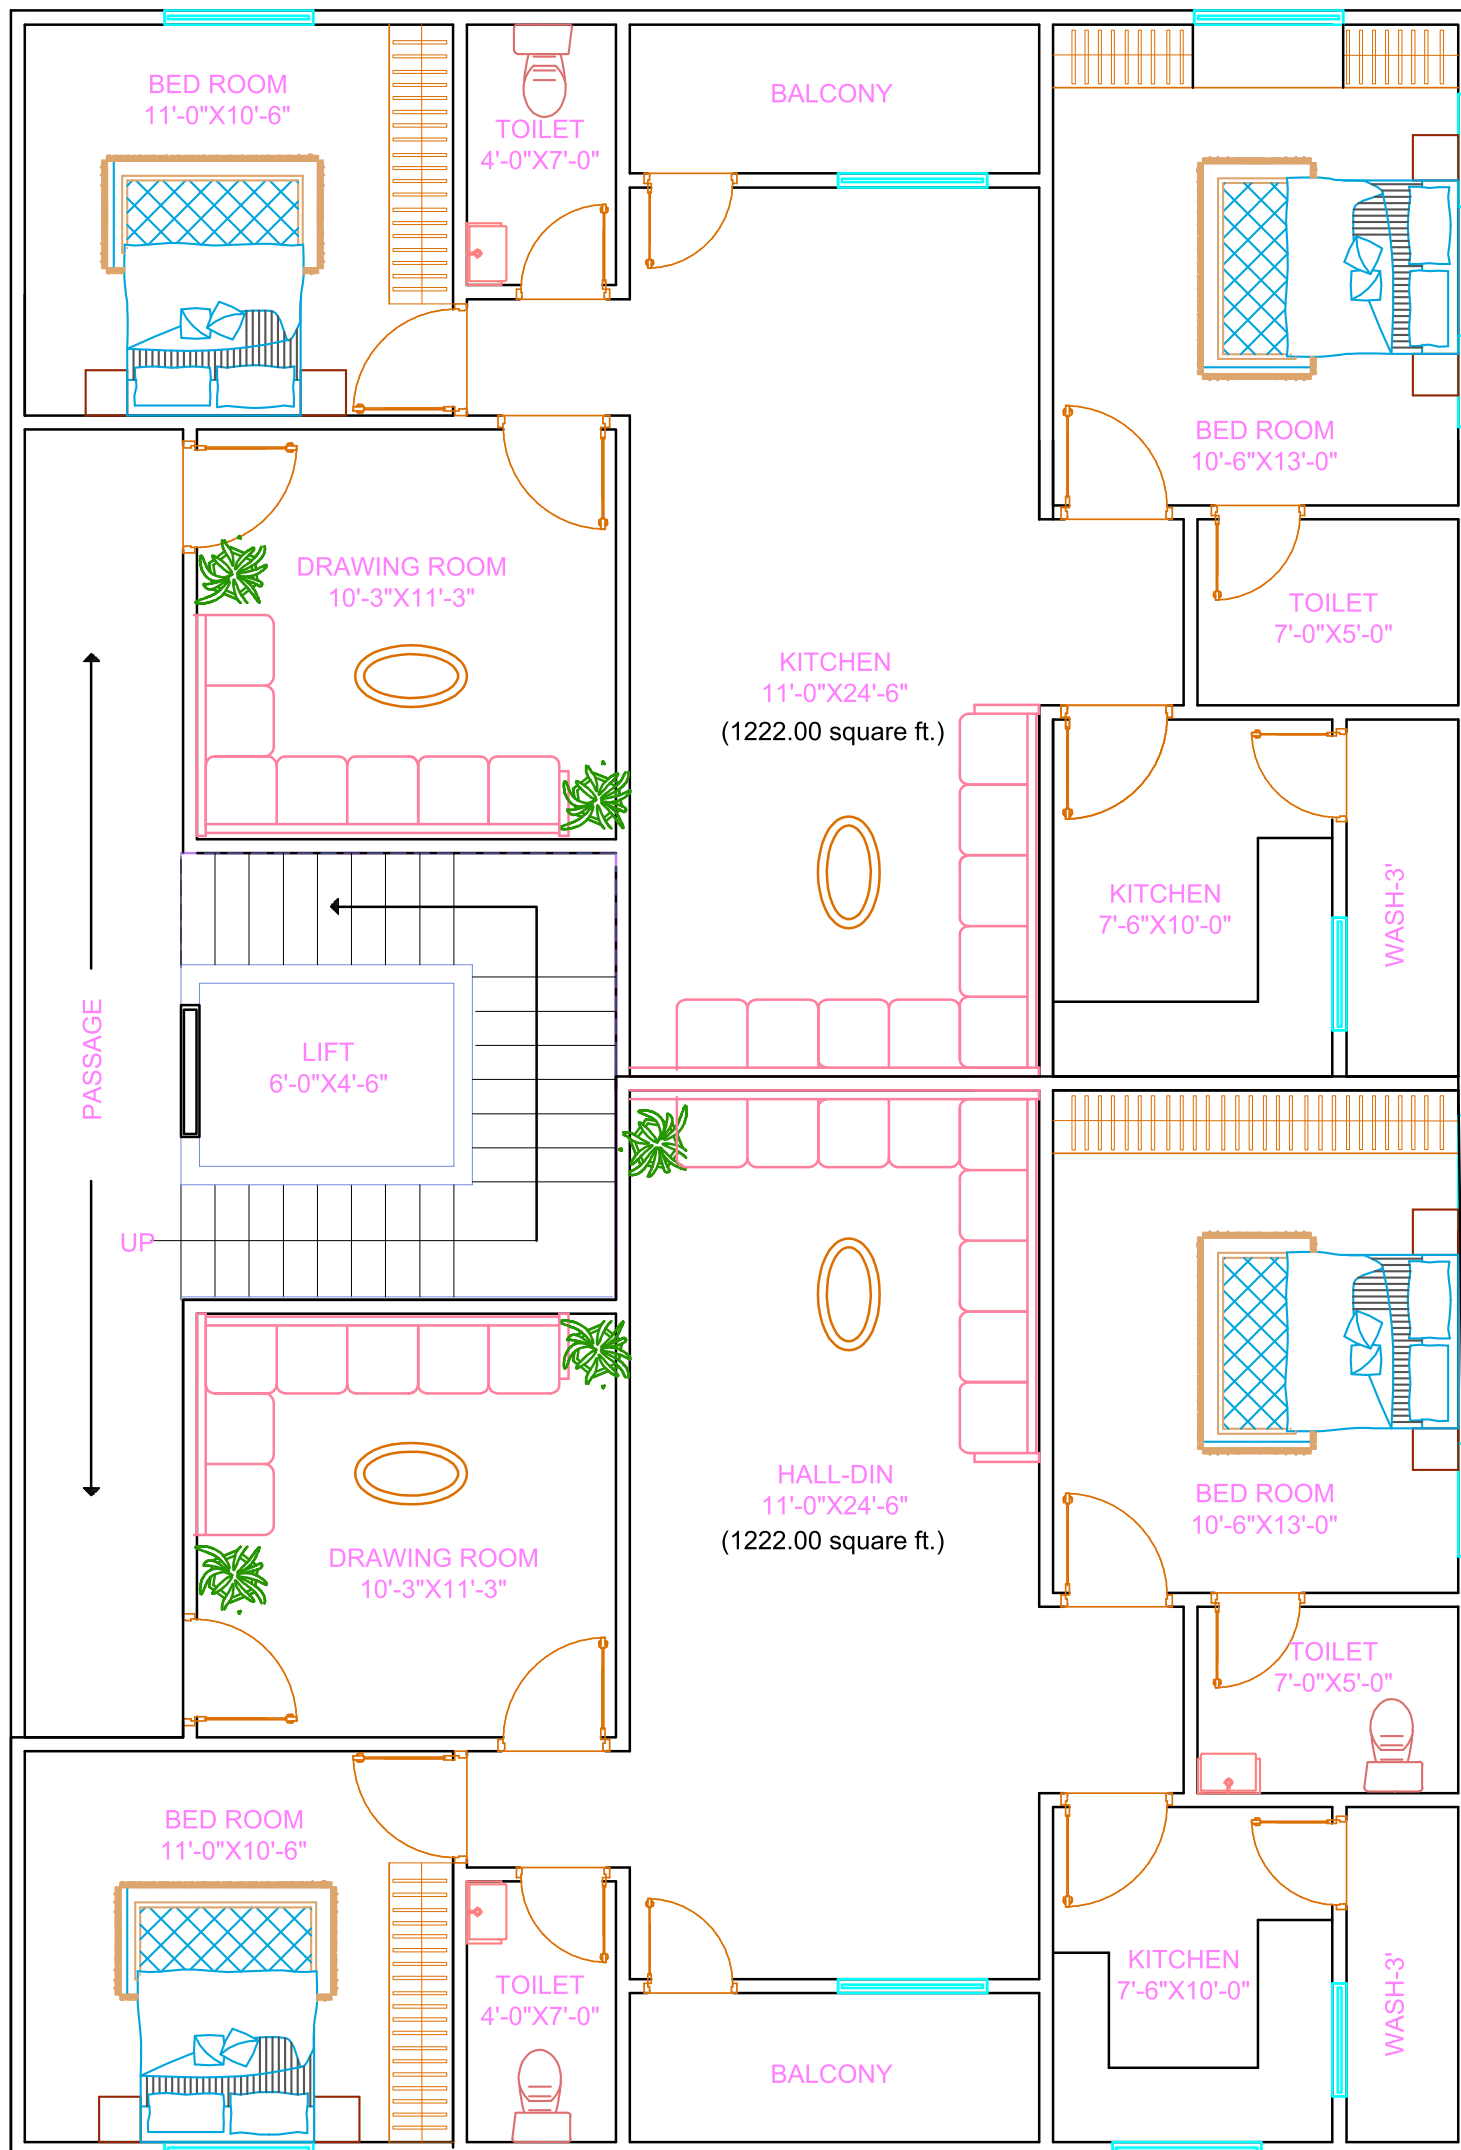 BED ROOM
11'-0"X10'-6"
TOILET
4'-0"X7'-0"
BALCONY
BED ROOM
10'-6"X13'-0"
DRAWING ROOM
10'-3"X11'-3"
TOILET
7'-0"X5'-0"
KITCHEN
11'-0"X24'-6"
(1222.00 square ft.)
KITCHEN
7'-6"X10'-0"
WASH-3'
PASSAGE
LIFT
6'-0"X4'-6"
UP
HALL-DIN
11'-0"X24'-6"
(1222.00 square ft.)
BED ROOM
10'-6"X13'-0"
DRAWING ROOM
10'-3"X11'-3"
TOILET
7'-0"X5'-0"
BED ROOM
11'-0"X10'-6"
TOILET
4'-0"X7'-0"
BALCONY
KITCHEN
7'-6"X10'-0"
WASH-3'